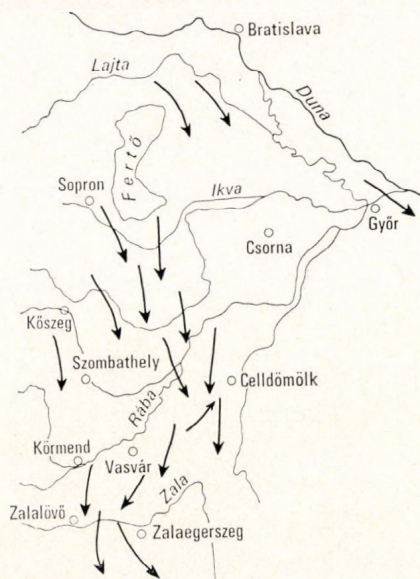 Bratislava
Lajta
Duna
Fertő
Sopron
Ikva
Győr
Csorna
Kőszeg
Szombathely
Celldömölk
Rába
Körmend
Vasvár
Zala
Zalalövő
Zalaegerszeg